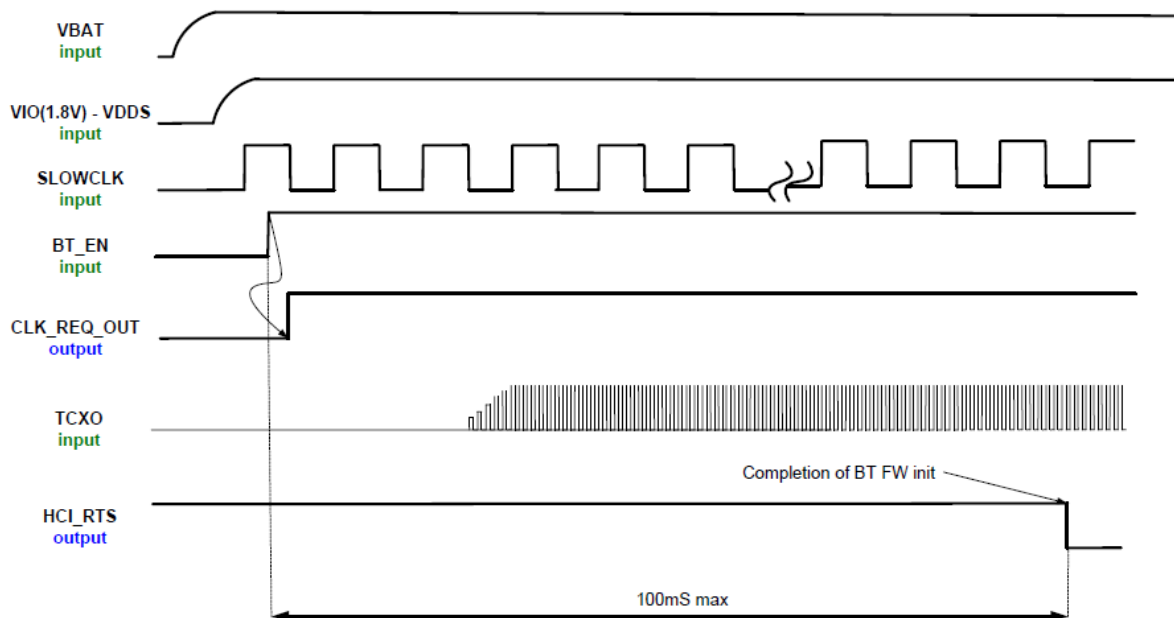 VBAT
input
VIO(1.8V) - VDDS
input
SLOWCLK
input
BT_EN
input
CLK_REQ_OUT
output
TCXO
input
Completion of BT FW init
HCI_RTS
output
100mS max